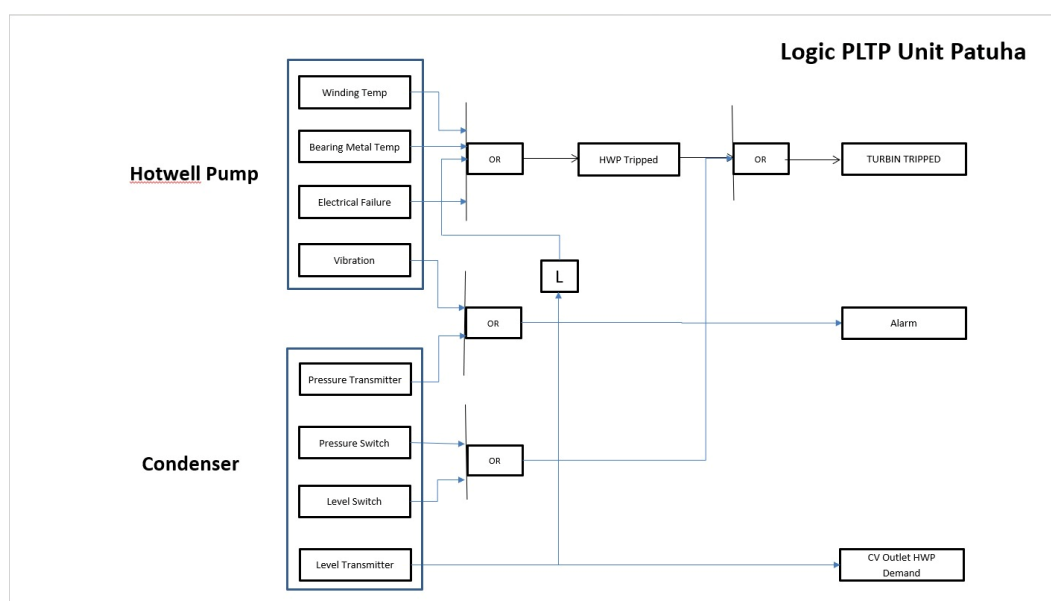 Logic PLTP Unit Patuha
Hotwell Pump
Winding Temp
Bearing Metal Temp
Electrical Failure
Vibration
OR
HWP Tripped
OR
TURBIN TRIPPED
L
OR
Alarm
Condenser
Pressure Transmitter
Pressure Switch
Level Switch
Level Transmitter
OR
CV Outlet HWP
Demand